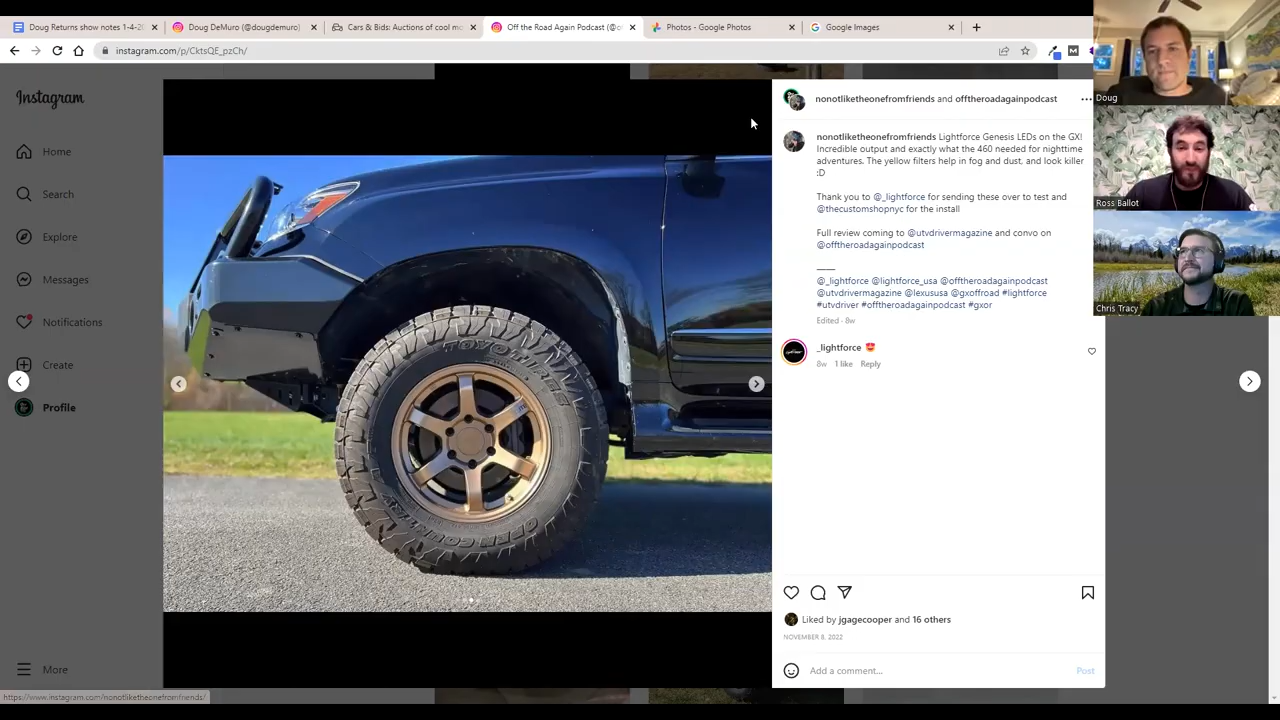 Doug Returns show notes 1-4-20
Doug DeMuro (@dougdemuro)
Cars & Bids: Auctions of cool mo
Off the Road Again Podcast (@o
Photos - Google Photos
Google Images
instagram.com/p/CktsQE_pzCh/
Instagram
Home
Search
Explore
Messages
Notifications
Create
Profile
More
https://www.instagram.com/nonotliketheonefromfriends/
TOYO TIRES
OPEN COUNTRY
nonotliketheonefromfriends and offtheroadagainpodcast
nonotliketheonefromfriends Lightforce Genesis LEDs on the GX!
Incredible output and exactly what the 460 needed for nighttime
adventures. The yellow filters help in fog and dust, and look killer
:D
Thank you to @_lightforce for sending these over to test and
@thecustomshopnyc for the install
Full review coming to @utvdrivermagazine and convo on
@offtheroadagainpodcast
——
@_lightforce @lightforce_usa @offtheroadagainpodcast
@utvdrivermagazine @lexususa @gxoffroad #lightforce
#utvdriver #offtheroadagainpodcast #gxor
Edited · 8w
_lightforce 😍
8w 1 like Reply
Liked by jgagecooper and 16 others
NOVEMBER 8, 2022
Add a comment...
Post
Doug
Ross Ballot
Chris Tracy